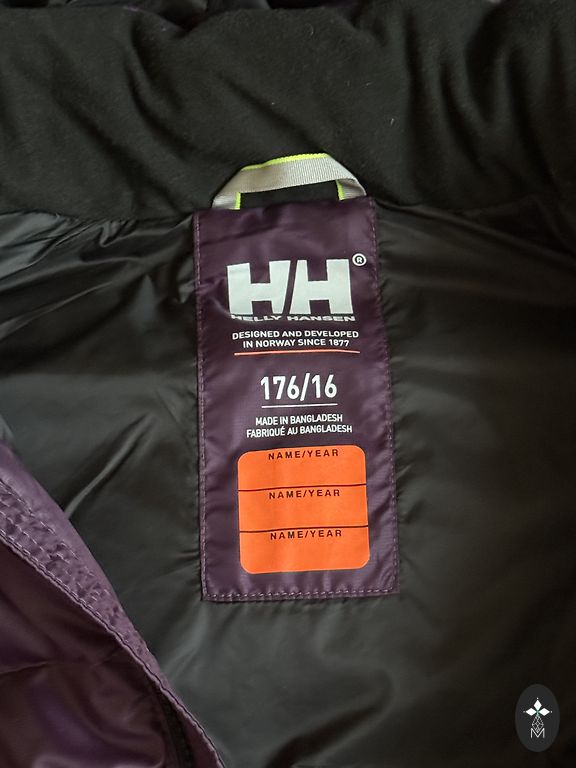 HH®
HELLY HANSEN
DESIGNED AND DEVELOPED
IN NORWAY SINCE 1877
176/16
MADE IN BANGLADESH
FABRIQUÉ AU BANGLADESH
NAME/YEAR
NAME/YEAR
NAME/YEAR
M